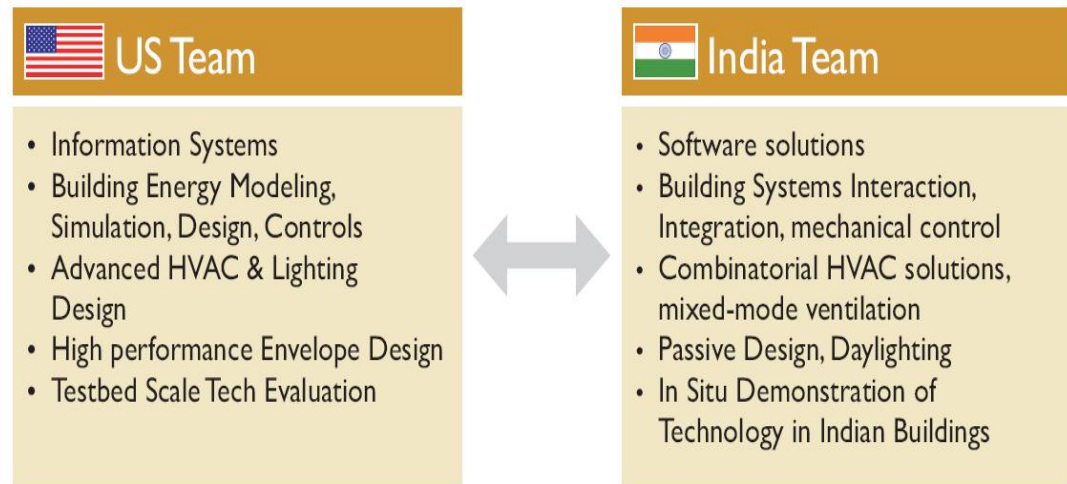 US Team
• Information Systems
• Building Energy Modeling,
Simulation, Design, Controls
• Advanced HVAC & Lighting
Design
• High performance Envelope Design
• Testbed Scale Tech Evaluation
India Team
• Software solutions
• Building Systems Interaction,
Integration, mechanical control
• Combinatorial HVAC solutions,
mixed-mode ventilation
• Passive Design, Daylighting
• In Situ Demonstration of
Technology in Indian Buildings